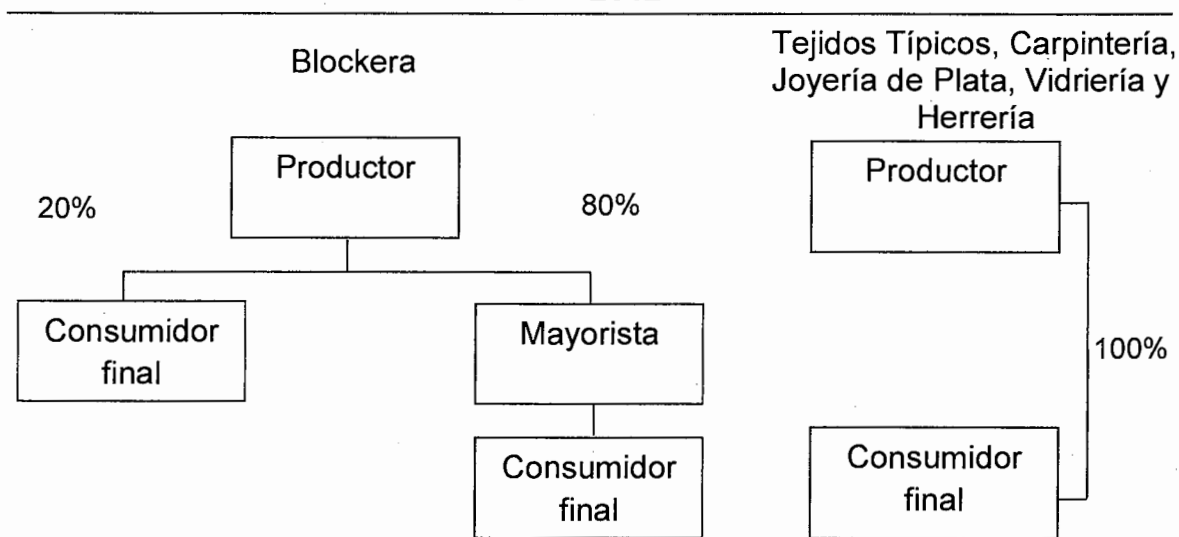 Blockera
Productor
20%
80%
Consumidor
final
Mayorista
Consumidor
final
Tejidos Típicos, Carpintería,
Joyería de Plata, Vidriería y
Herrería
Productor
100%
Consumidor
final